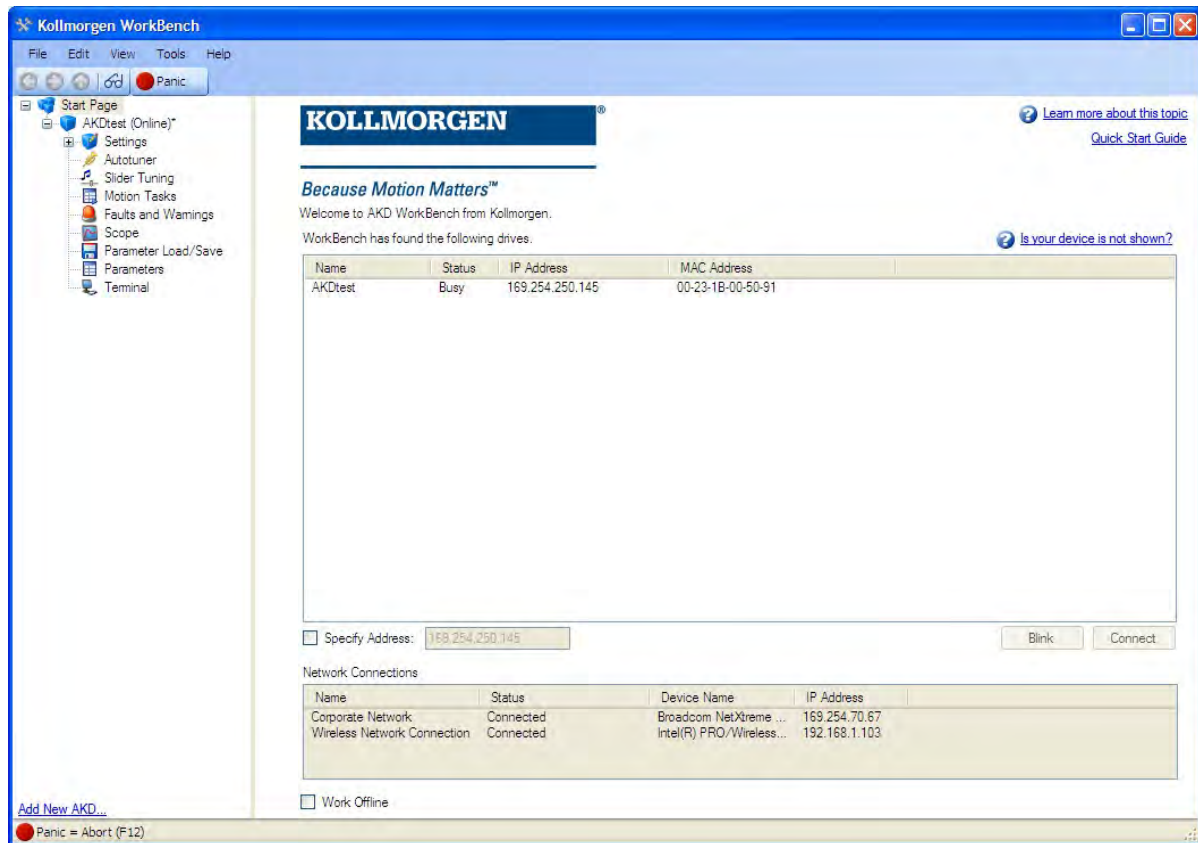 Kollmorgen WorkBench
File Edit View Tools Help
Panic
Start Page
AKDtest (Online)*
Settings
Autotuner
Slider Tuning
Motion Tasks
Faults and Warnings
Scope
Parameter Load/Save
Parameters
Terminal
Add New AKD...
KOLLMORGEN®
Because Motion Matters™
Learn more about this topic
Quick Start Guide
Welcome to AKD WorkBench from Kollmorgen.
WorkBench has found the following drives.
Is your device is not shown?
Name Status IP Address MAC Address
AKDtest Busy 169.254.250.145 00-23-1B-00-50-91
Specify Address: 169.254.250.145 Blink Connect
Network Connections
Name Status Device Name IP Address
Corporate Network Connected Broadcom NetXtreme ... 169.254.70.67
Wireless Network Connection Connected Intel(R) PRO/Wireless... 192.168.1.103
Work Offline
Panic = Abort (F12)